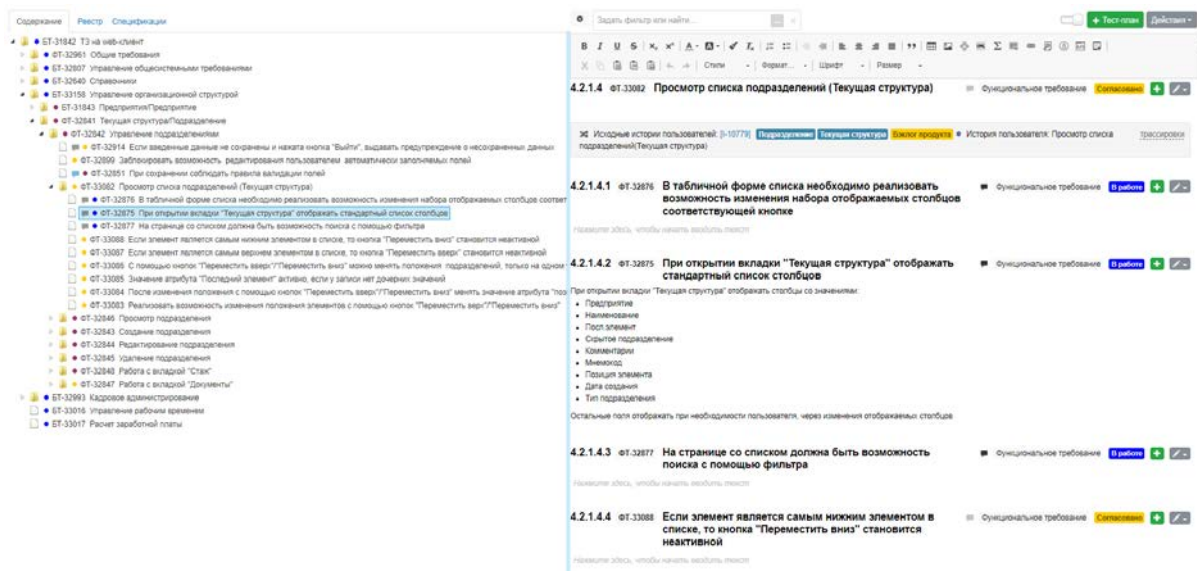 Содержание Реестр Спецификации
БТ-31842 ТЗ на web-клиент
ФТ-32961 Общие требования
БТ-32807 Управление общесистемными требованиями
БТ-32640 Справочники
БТ-33158 Управление организационной структурой
БТ-31843 Предприятия/Предприятие
ФТ-32841 Текущая структура/Подразделение
ФТ-32842 Управление подразделениями
ФТ-32914 Если введенные данные не сохранены и нажата кнопка "Выйти", выдавать предупреждение о несохраненных данных
ФТ-32899 Заблокировать возможность редактирования пользователем автоматически заполняемых полей
ФТ-32851 При сохранении соблюдать правила валидации полей
ФТ-33082 Просмотр списка подразделений (Текущая структура)
ФТ-32876 В табличной форме списка необходимо реализовать возможность изменения набора отображаемых столбцов соответ
ФТ-32875 При открытии вкладки "Текущая структура" отображать стандартный список столбцов
ФТ-32877 На странице со списком должна быть возможность поиска с помощью фильтра
ФТ-33088 Если элемент является самым нижним элементом в списке, то кнопка "Переместить вниз" становится неактивной
ФТ-33087 Если элемент является самым верхнем элементом в списке, то кнопка "Переместить вверх" становится неактивной
ФТ-33086 С помощью кнопок "Переместить вверх"/"Переместить вниз" можно менять положения подразделений, только на одном
ФТ-33085 Значение атрибута "Последний элемент" активно, если у записи нет дочерних значений
ФТ-33084 После изменения положения с помощью кнопок "Переместить вверх"/"Переместить вниз" менять значение атрибута "поз
ФТ-33083 Реализовать возможность изменения положения элементов с помощью кнопок "Переместить верх"/"Переместить вниз"
ФТ-32846 Просмотр подразделения
ФТ-32843 Создание подразделения
ФТ-32844 Редактирование подразделения
ФТ-32845 Удаление подразделения
ФТ-32848 Работа с вкладкой "Стаж"
ФТ-32847 Работа с вкладкой "Документы"
БТ-32993 Кадровое администрирование
БТ-33016 Управление рабочим временем
БТ-33017 Расчет заработной платы
Задать фильтр или найти...
+ Тест-план Действия
Стили Формат... Шрифт Размер
4.2.1.4 ФТ-33082 Просмотр списка подразделений (Текущая структура) Функциональное требование Согласовано
Исходные истории пользователей: [I-10779] Подразделение Текущая структура Бэклог продукта История пользователя: Просмотр списка трассировки
подразделений(Текущая структура)
4.2.1.4.1 ФТ-32876 В табличной форме списка необходимо реализовать Функциональное требование В работе
возможность изменения набора отображаемых столбцов
соответствующей кнопке
Нажмите здесь, чтобы начать вводить текст
4.2.1.4.2 ФТ-32875 При открытии вкладки "Текущая структура" отображать Функциональное требование В работе
стандартный список столбцов
При открытии вкладки "Текущая структура" отображать столбцы со значениями:
Предприятие
Наименование
Посл.элемент
Скрытое подразделение
Комментарии
Мнемокод
Позиция элемента
Дата создания
Тип подразделения
Остальные поля отображать при необходимости пользователя, через изменения отображаемых столбцов
4.2.1.4.3 ФТ-32877 На странице со списком должна быть возможность Функциональное требование В работе
поиска с помощью фильтра
Нажмите здесь, чтобы начать вводить текст
4.2.1.4.4 ФТ-33088 Если элемент является самым нижним элементом в Функциональное требование Согласовано
списке, то кнопка "Переместить вниз" становится
неактивной
Нажмите здесь, чтобы начать вводить текст